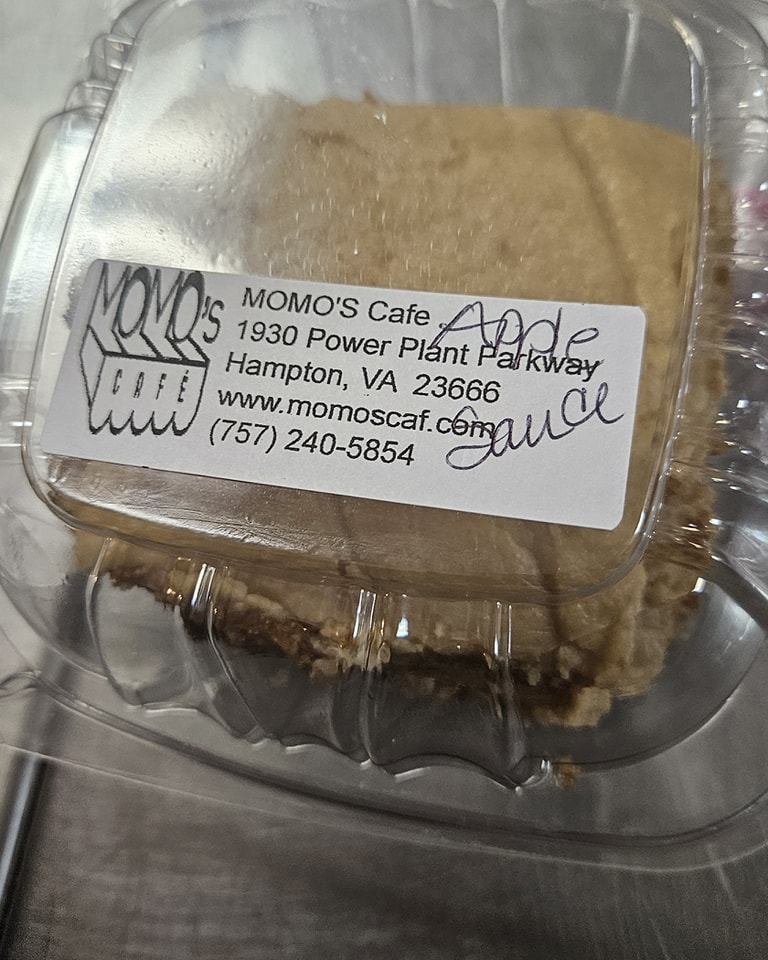 MOMO'S
CAFÉ
MOMO'S Cafe
1930 Power Plant Parkway
Hampton, VA 23666
www.momoscaf.com
(757) 240-5854
Apple
Sauce